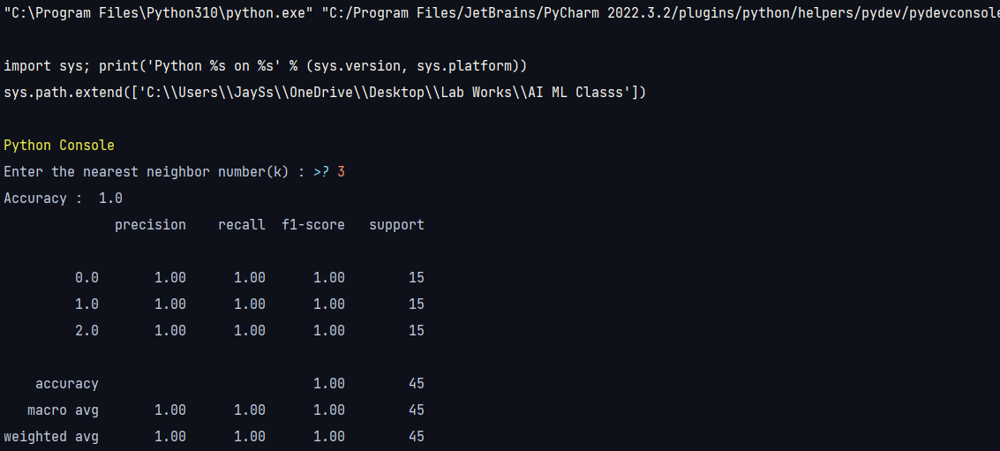 "C:\Program Files\Python310\python.exe" "C:/Program Files/JetBrains/PyCharm 2022.3.2/plugins/python/helpers/pydev/pydevconsole
import sys; print('Python %s on %s' % (sys.version, sys.platform))
sys.path.extend(['C:\\Users\\JaySs\\OneDrive\\Desktop\\Lab Works\\AI ML Classs'])
Python Console
Enter the nearest neighbor number(k) : >? 3
Accuracy :  1.0
              precision    recall  f1-score   support
         0.0       1.00      1.00      1.00        15
         1.0       1.00      1.00      1.00        15
         2.0       1.00      1.00      1.00        15
    accuracy                           1.00        45
   macro avg       1.00      1.00      1.00        45
weighted avg       1.00      1.00      1.00        45